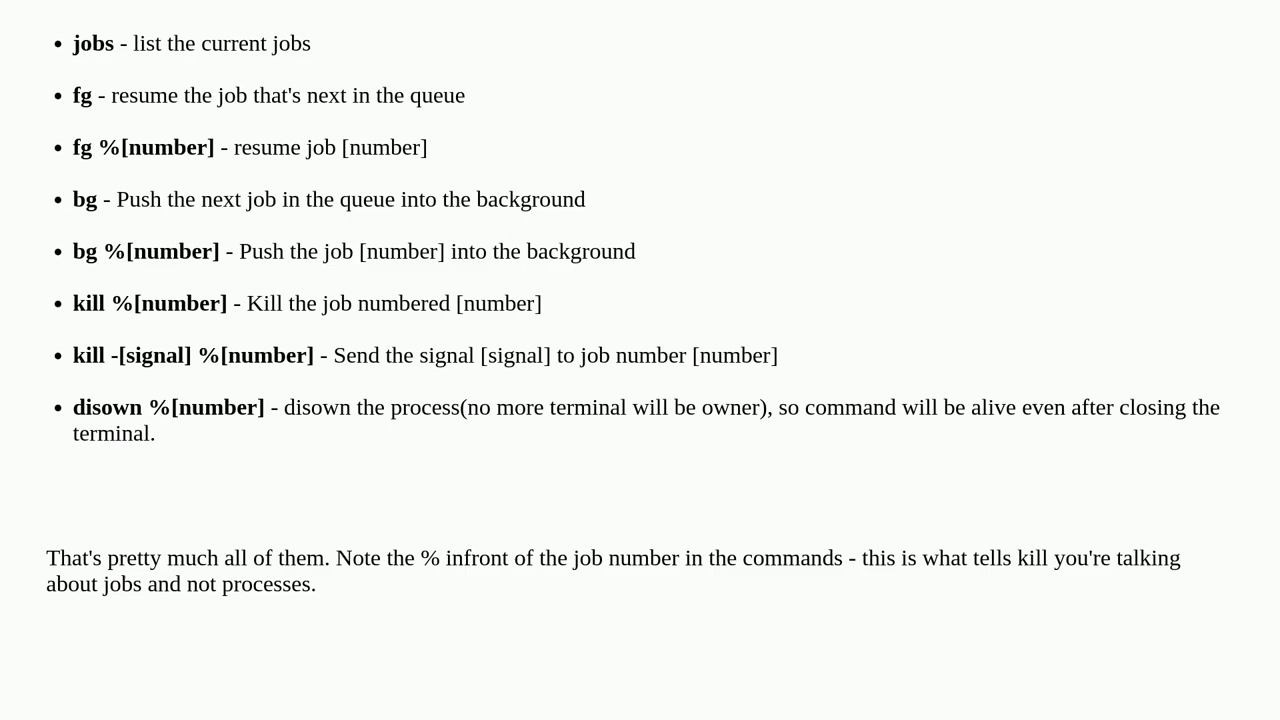 • jobs - list the current jobs
• fg - resume the job that's next in the queue
• fg %[number] - resume job [number]
• bg - Push the next job in the queue into the background
• bg %[number] - Push the job [number] into the background
• kill %[number] - Kill the job numbered [number]
• kill -[signal] %[number] - Send the signal [signal] to job number [number]
• disown %[number] - disown the process(no more terminal will be owner), so command will be alive even after closing the
terminal.
That's pretty much all of them. Note the % infront of the job number in the commands - this is what tells kill you're talking
about jobs and not processes.